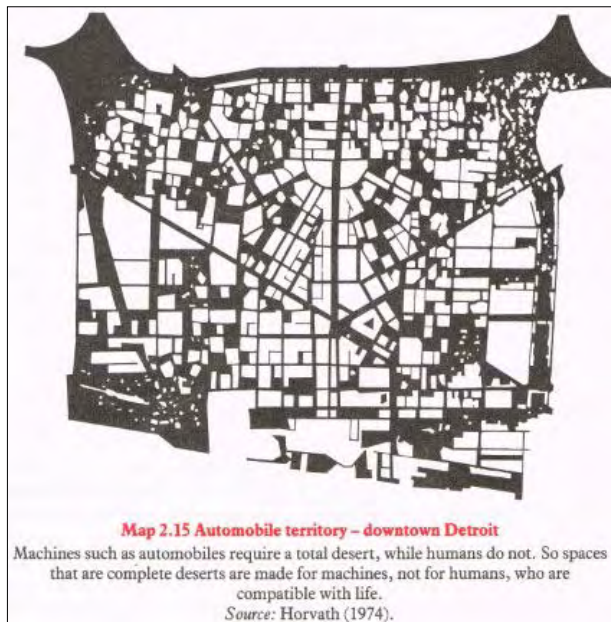 Map 2.15 Automobile territory – downtown Detroit
Machines such as automobiles require a total desert, while humans do not. So spaces
that are complete deserts are made for machines, not for humans, who are
compatible with life.
Source: Horvath (1974).